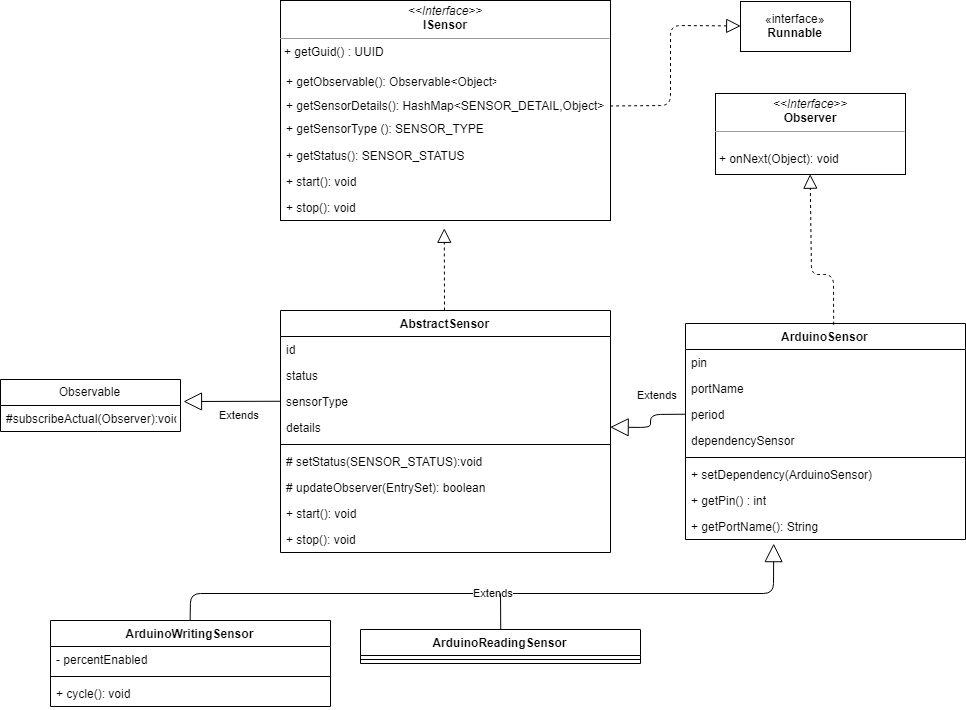 <<Interface>>
ISensor
+ getGuid() : UUID
+ getObservable(): Observable<Object>
+ getSensorDetails(): HashMap<SENSOR_DETAIL,Object>
+ getSensorType (): SENSOR_TYPE
+ getStatus(): SENSOR_STATUS
+ start(): void
+ stop(): void
«interface»
Runnable
<<Interface>>
Observer
+ onNext(Object): void
AbstractSensor
id
status
sensorType
details
# setStatus(SENSOR_STATUS):void
# updateObserver(EntrySet): boolean
+ start(): void
+ stop(): void
Observable
#subscribeActual(Observer):void
Extends
Extends
ArduinoSensor
pin
portName
period
dependencySensor
+ setDependency(ArduinoSensor)
+ getPin() : int
+ getPortName(): String
Extends
ArduinoWritingSensor
- percentEnabled
+ cycle(): void
ArduinoReadingSensor